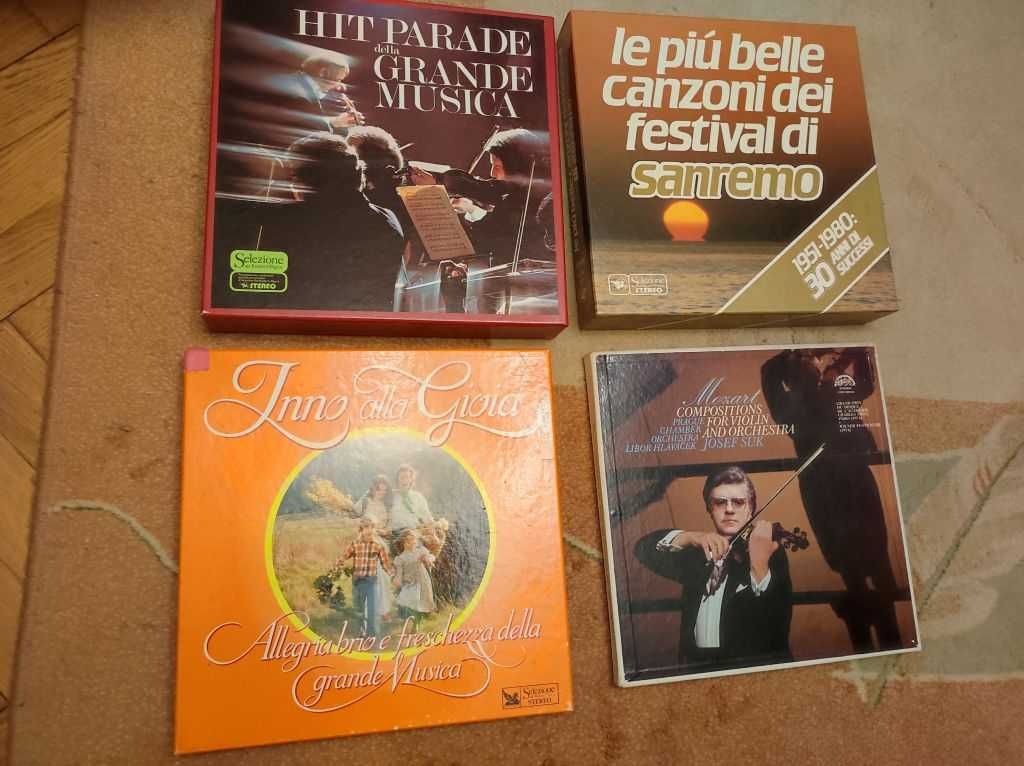 HIT PARADE
della
GRANDE
MUSICA
Selezione
STEREO
le piú belle
canzoni dei
festival di
sanremo
1951-1980:
30 ANNI DI
SUCCESSI
Selezione
STEREO
Inno alla Gioia
Allegria brio e freschezza della
grande Musica
Selezione
STEREO
Mozart
COMPOSITIONS
FOR VIOLIN
AND ORCHESTRA
JOSEF SUK
PRAGUE
CHAMBER
ORCHESTRA
LIBOR HLAVÁČEK